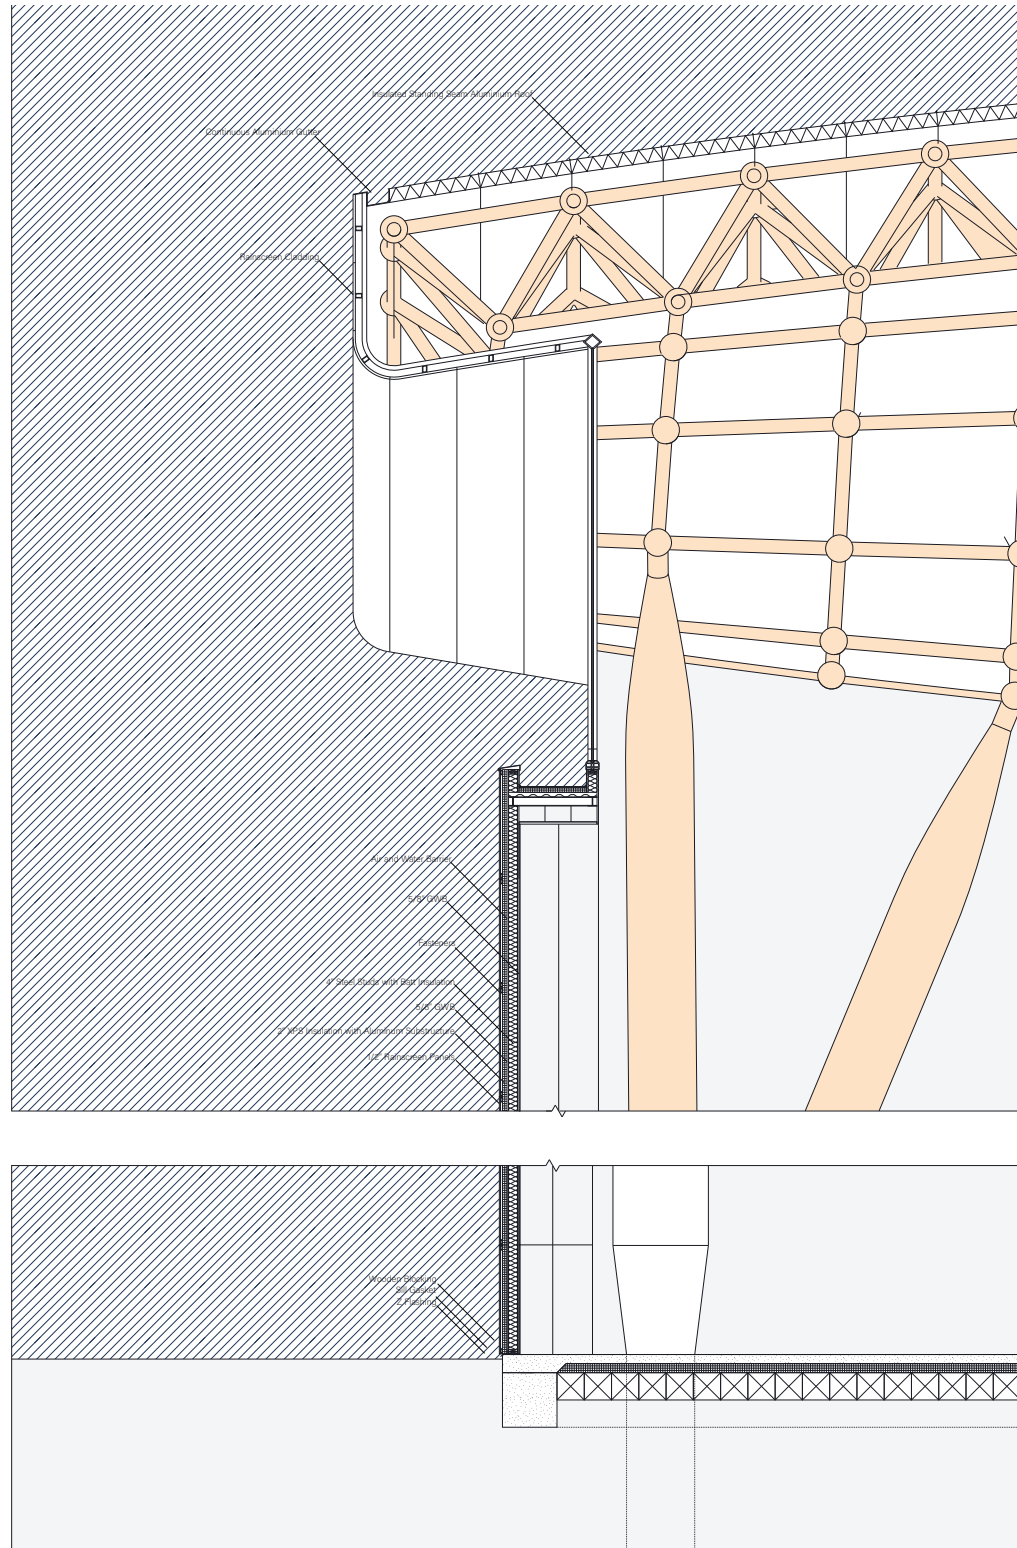 Insulated Standing Seam Aluminium Roof
Continuous Aluminium Gutter
Rainscreen Cladding
Air and Water Barrier
5/8" GWB
Fasteners
4" Steel Studs with Batt Insulation
5/8" GWB
2" XPS Insulation with Aluminum Substructure
1/2" Rainscreen Panels
Wooden Blocking
Sill Gasket
Z Flashing